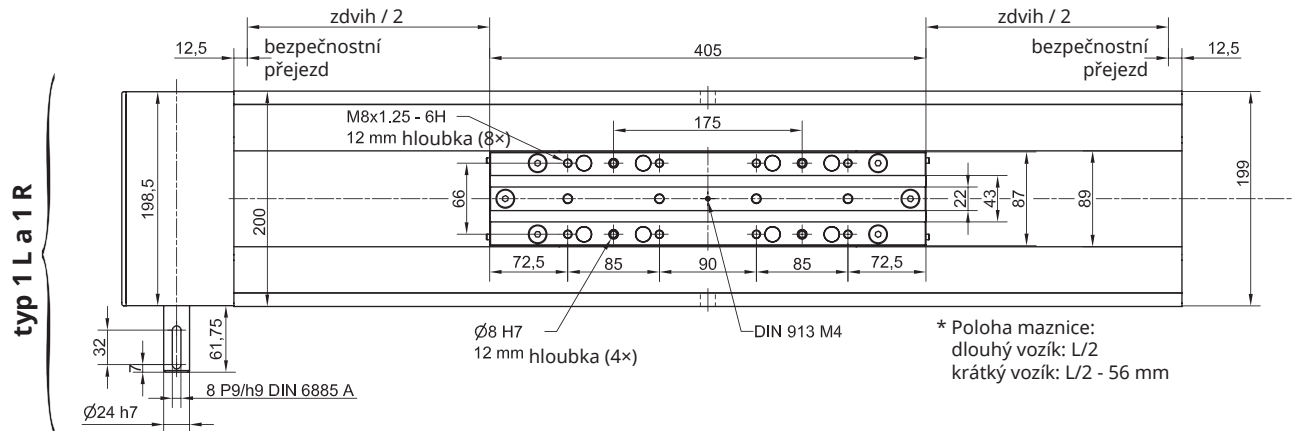 zdvih / 2
zdvih / 2
12,5
bezpečnostní
přejezd
405
bezpečnostní
přejezd
12,5
M8x1.25 - 6H
12 mm hloubka (8×)
175
typ 1 L a 1 R
198,5
200
66
22
43
87
89
199
72,5
85
90
85
72,5
32
7
61,75
Ø8 H7
12 mm hloubka (4×)
DIN 913 M4
* Poloha maznice:
dlouhý vozík: L/2
krátký vozík: L/2 - 56 mm
8 P9/h9 DIN 6885 A
Ø24 h7